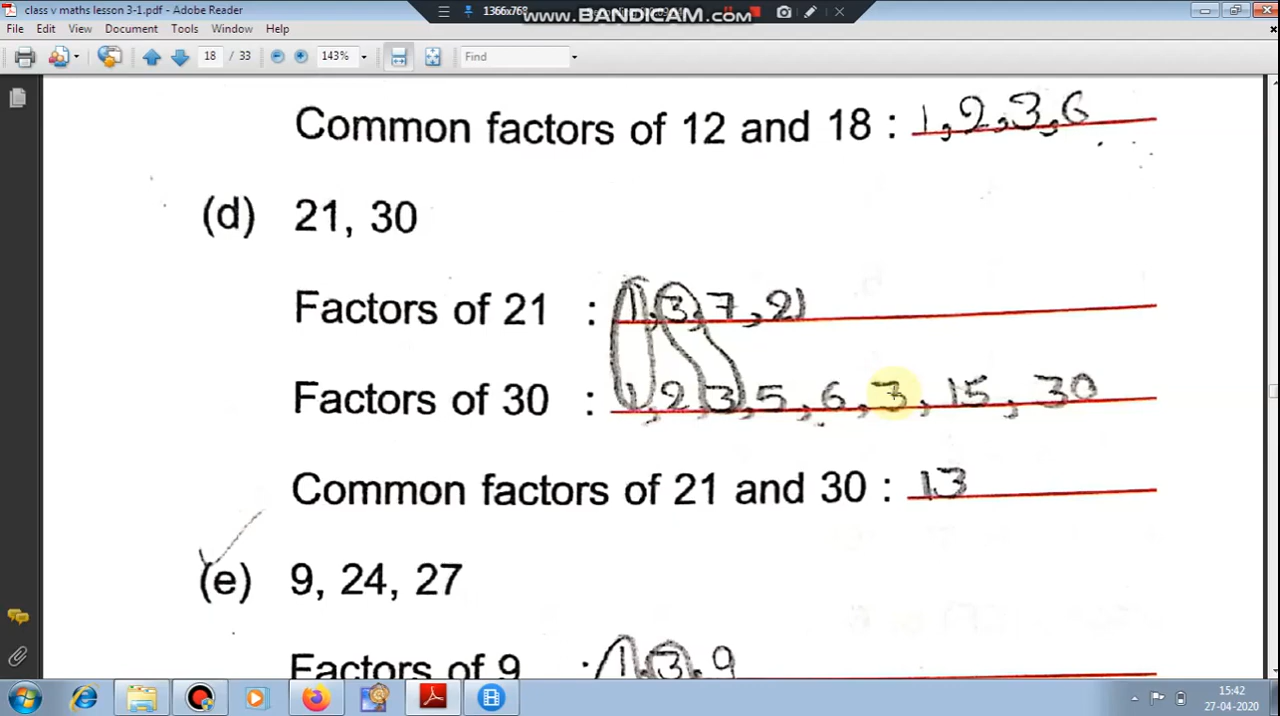 class v maths lesson 3-1.pdf - Adobe Reader
1366x768
www.BANDICAM.com
File Edit View Document Tools Window Help
18 / 33 143% Find
Common factors of 12 and 18 : 1,2,3,6
(d) 21, 30
Factors of 21 : 1,3,7,21
Factors of 30 : 1,2,3,5,6,3,15,30
Common factors of 21 and 30 : 13
(e) 9, 24, 27
Factors of 9 : 1,3,9
15:42
27-04-2020